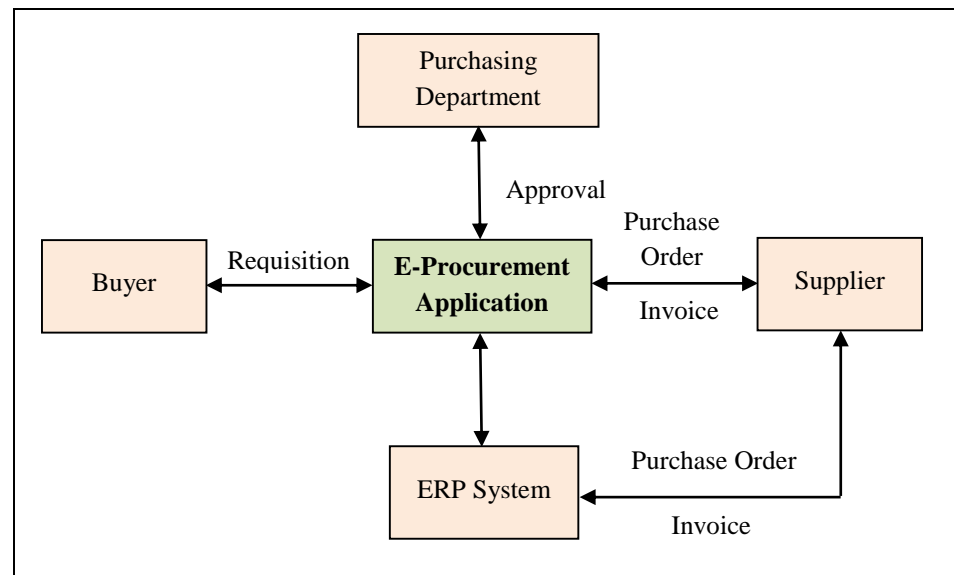 Purchasing
Department
Approval
Purchase
Order
Buyer
Requisition
E-Procurement
Application
Invoice
Supplier
ERP System
Purchase Order
Invoice